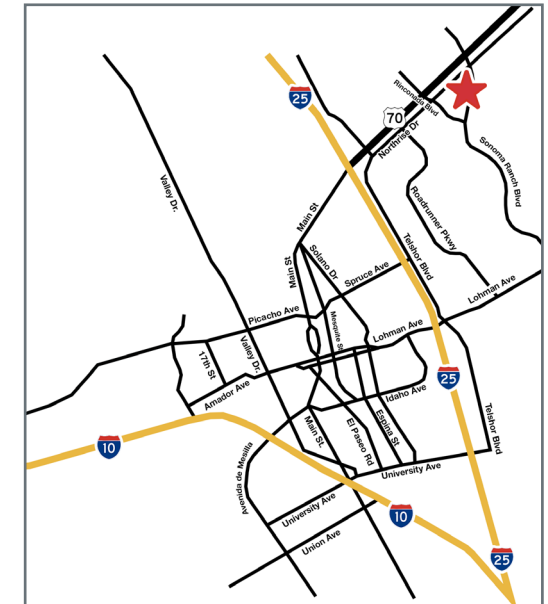 25
Rinconada Blvd
70
Northrise Dr
Sonoma Ranch Blvd
Valley Dr.
Roadrunner Pkwy
Main St
Solano Dr
Telshor Blvd
Main St
Spruce Ave
Lohman Ave
Picacho Ave
Mesquite St
Lohman Ave
Valley Dr.
17th St
25
Idaho Ave
Amador Ave
Telshor Blvd
Main St.
El Paseo Rd
Espina St
10
Avenida de Mesilla
University Ave
University Ave
10
Union Ave
25